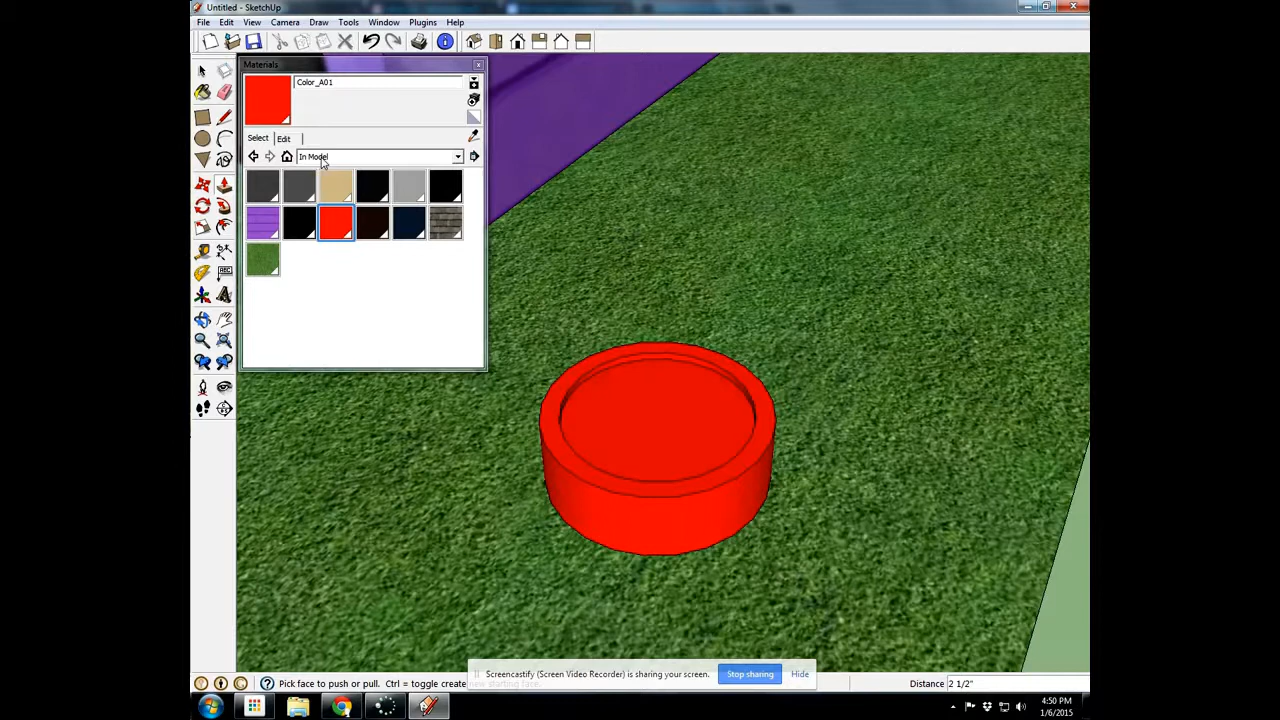 Untitled - SketchUp
File Edit View Camera Draw Tools Window Plugins Help
Materials
Color_A01
Select Edit
In Model
Screencastify (Screen Video Recorder) is sharing your screen. Stop sharing Hide
Pick face to push or pull. Ctrl = toggle create
Distance 2 1/2"
4:50 PM
1/6/2015